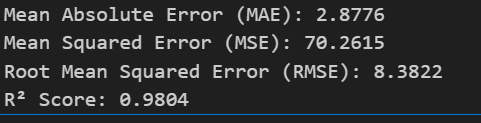 Mean Absolute Error (MAE): 2.8776
Mean Squared Error (MSE): 70.2615
Root Mean Squared Error (RMSE): 8.3822
R² Score: 0.9804